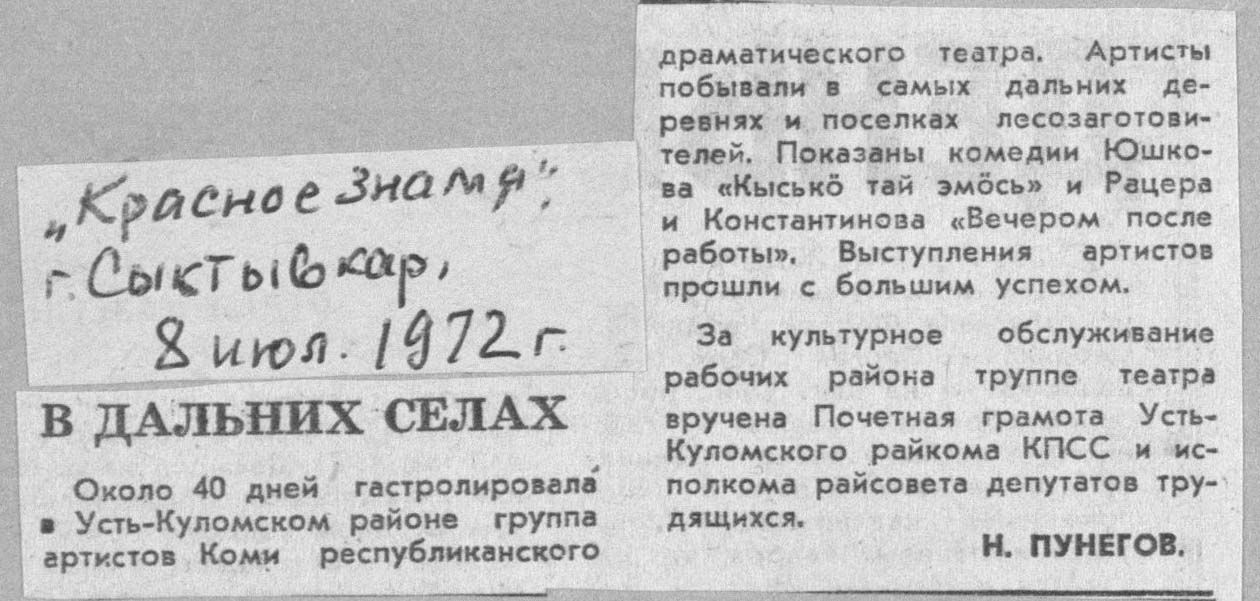 „Красное знамя",
г. Сыктывкар,
8 июл. 1972 г.
В ДАЛЬНИХ СЕЛАХ
Около 40 дней гастролировала
в Усть-Куломском районе группа
артистов Коми республиканского
драматического театра. Артисты
побывали в самых дальних де-
ревнях и поселках лесозаготови-
телей. Показаны комедии Юшко-
ва «Кыськӧ тай эмӧсь» и Рацера
и Константинова «Вечером после
работы». Выступления артистов
прошли с большим успехом.
За культурное обслуживание
рабочих района труппе театра
вручена Почетная грамота Усть-
Куломского райкома КПСС и ис-
полкома райсовета депутатов тру-
дящихся.
Н. ПУНЕГОВ.